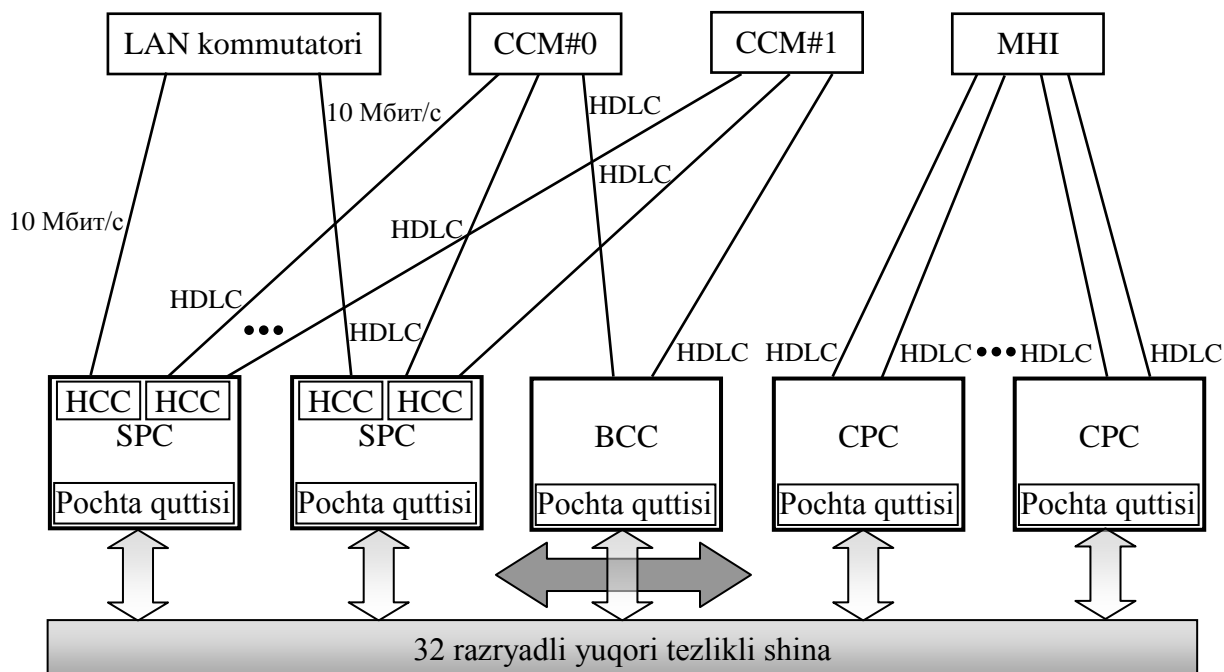 LAN kommutatori
CCM#0
CCM#1
MHI
10 Мбит/с
HDLC
HDLC
10 Мбит/с
HDLC
HDLC
HDLC
HDLC
HDLC
HDLC
HDLC
HDLC
HCC HCC
SPC
Pochta quttisi
HCC HCC
SPC
Pochta quttisi
BCC
Pochta quttisi
CPC
Pochta quttisi
CPC
Pochta quttisi
32 razryadli yuqori tezlikli shina